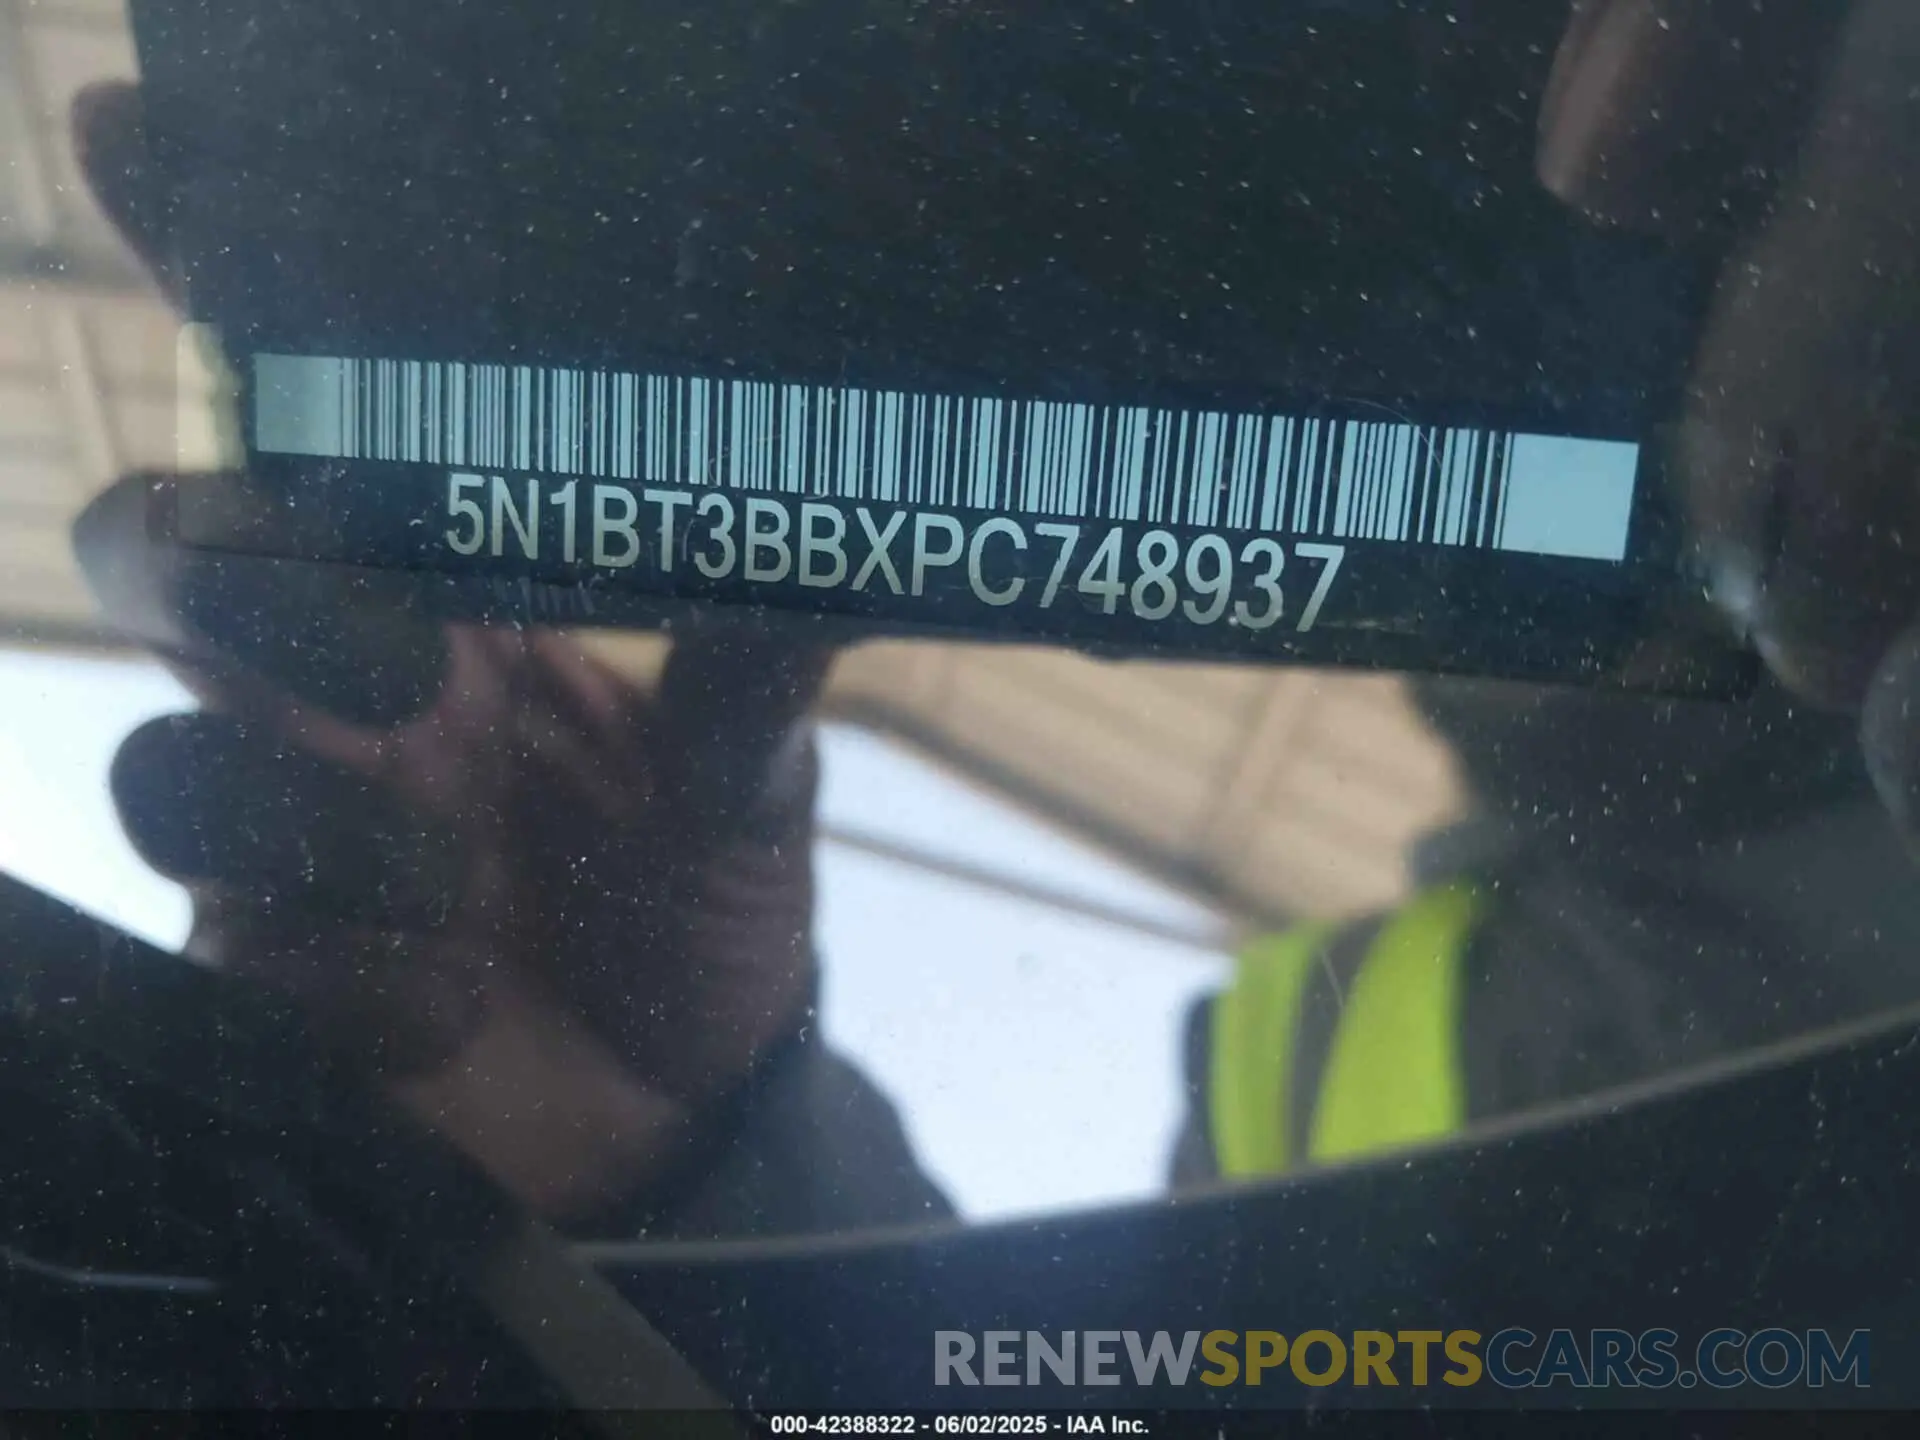 5N1BT3BBXPC748937
RENEWSPORTSCARS.COM
000-42388322 - 06/02/2025 - IAA Inc.